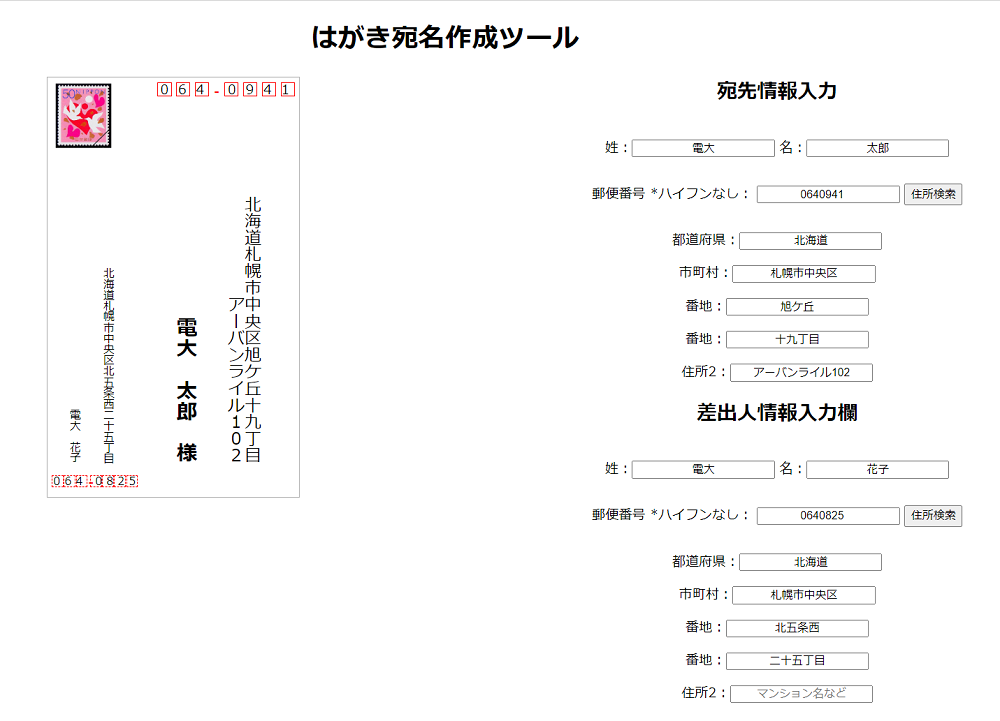 はがき宛名作成ツール
064-0941
北海道札幌市中央区旭ケ丘十九丁目
アーバンライル102
電大 太郎 様
北海道札幌市中央区北五条西二十五丁目
電大 花子
064-0825
宛先情報入力
姓：電大 名：太郎
郵便番号 *ハイフンなし： 0640941 住所検索
都道府県：北海道
市町村：札幌市中央区
番地：旭ケ丘
番地：十九丁目
住所2：アーバンライル102
差出人情報入力欄
姓：電大 名：花子
郵便番号 *ハイフンなし： 0640825 住所検索
都道府県：北海道
市町村：札幌市中央区
番地：北五条西
番地：二十五丁目
住所2：マンション名など